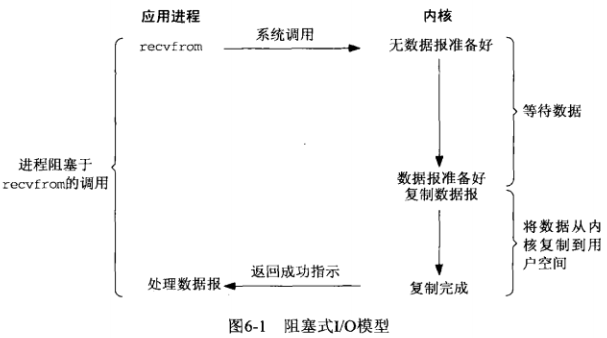 应用进程
内核
recvfrom
系统调用
无数据报准备好
等待数据
进程阻塞于
recvfrom的调用
数据报准备好
复制数据报
将数据从内
核复制到用
户空间
处理数据报
返回成功指示
复制完成
图6-1 阻塞式I/O模型